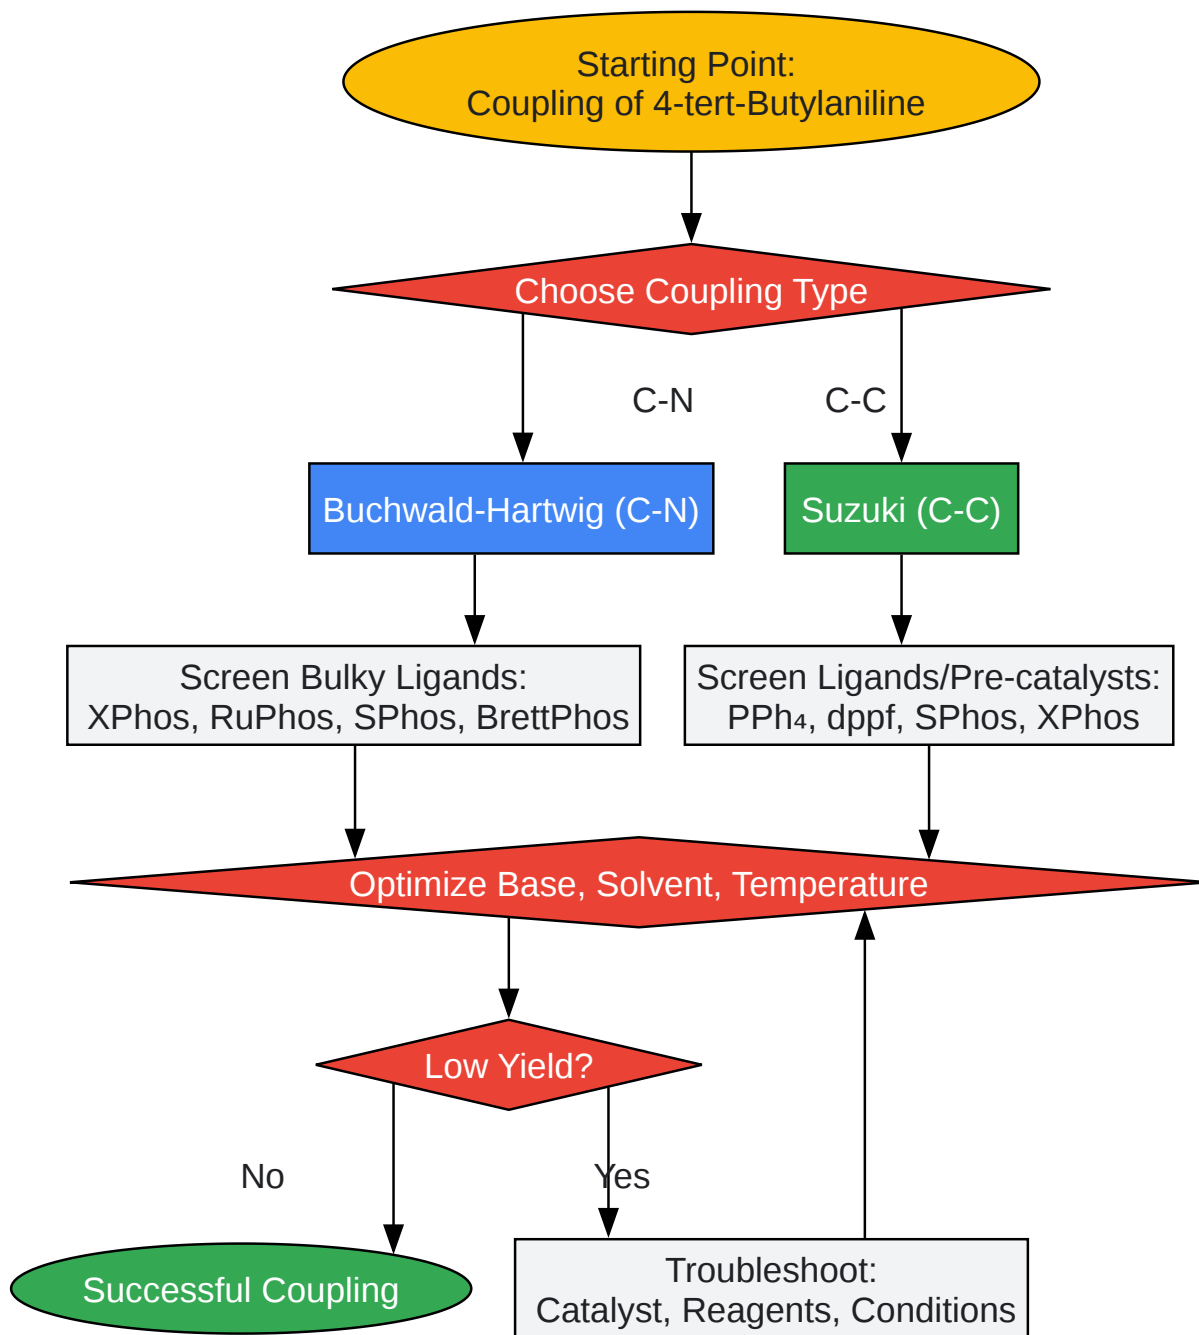 Starting Point:
Coupling of 4-tert-Butylaniline
Choose Coupling Type
C-N
C-C
Buchwald-Hartwig (C-N)
Suzuki (C-C)
Screen Bulky Ligands:
XPhos, RuPhos, SPhos, BrettPhos
Screen Ligands/Pre-catalysts:
PPh₄, dppf, SPhos, XPhos
Optimize Base, Solvent, Temperature
Low Yield?
No
Yes
Successful Coupling
Troubleshoot:
Catalyst, Reagents, Conditions